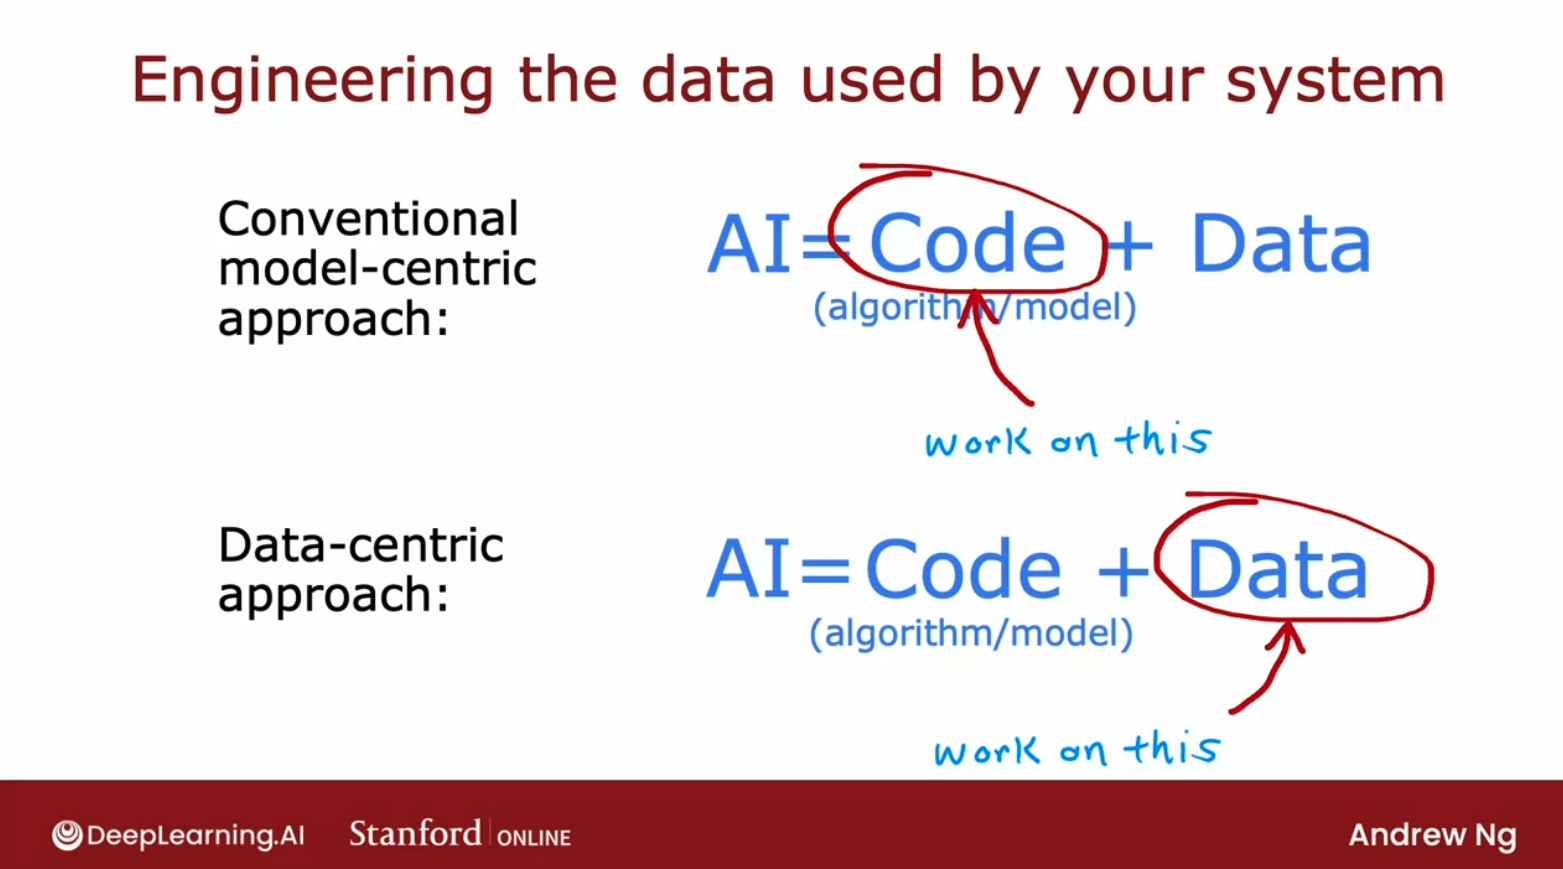 Engineering the data used by your system
Conventional
model-centric
approach:
AI= Code + Data
(algorithm/model)
work on this
Data-centric
approach:
AI= Code + Data
(algorithm/model)
work on this
DeepLearning.AI
Stanford | ONLINE
Andrew Ng